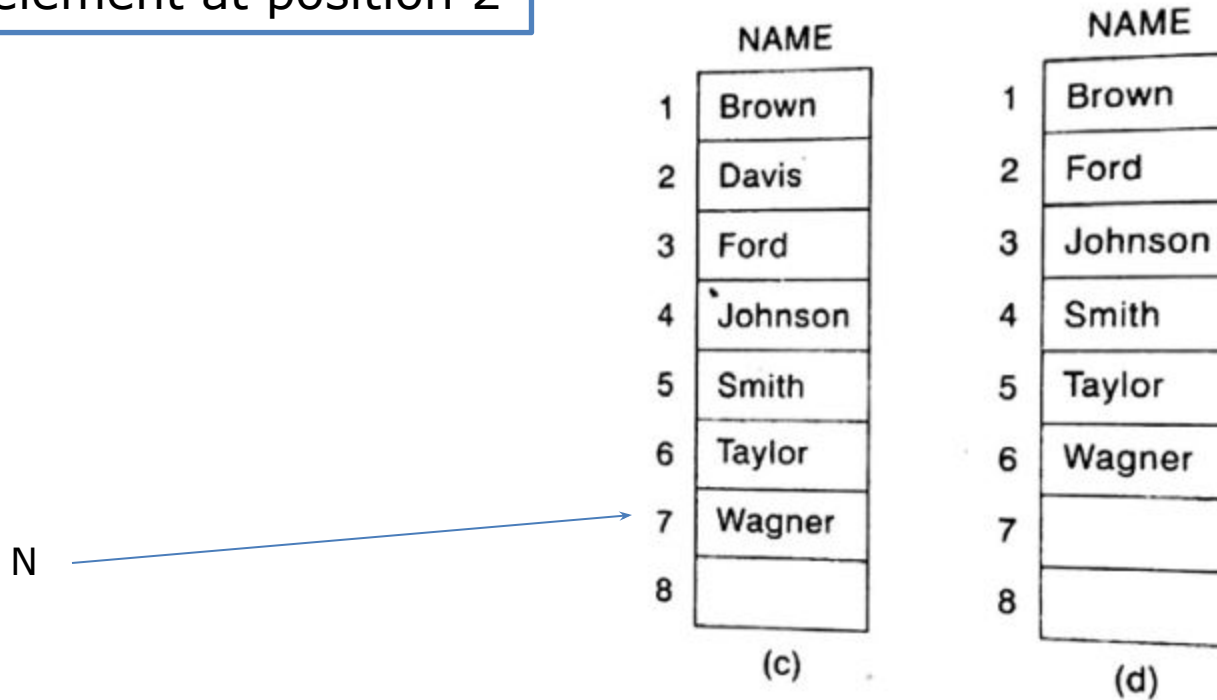 element at position 2
NAME
1 Brown
2 Davis
3 Ford
4 Johnson
5 Smith
6 Taylor
7 Wagner
8
(c)
NAME
1 Brown
2 Ford
3 Johnson
4 Smith
5 Taylor
6 Wagner
7
8
(d)
N